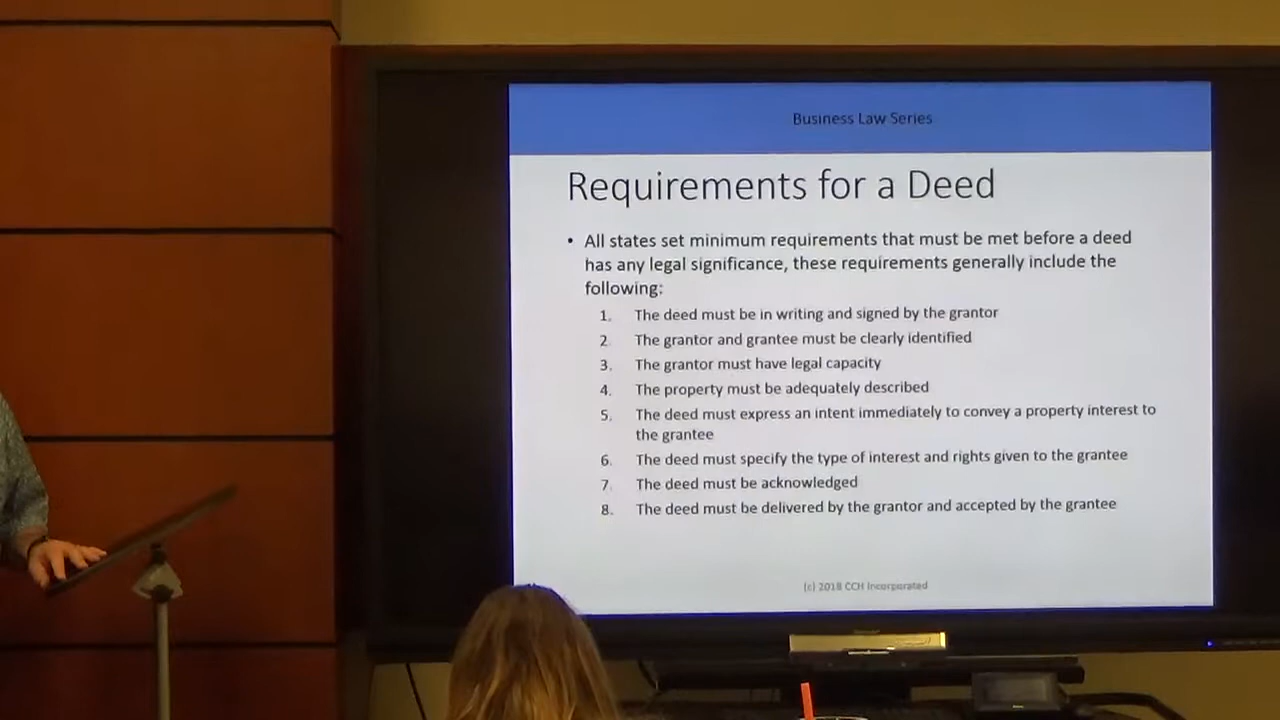 Business Law Series
Requirements for a Deed
• All states set minimum requirements that must be met before a deed
has any legal significance, these requirements generally include the
following:
1. The deed must be in writing and signed by the grantor
2. The grantor and grantee must be clearly identified
3. The grantor must have legal capacity
4. The property must be adequately described
5. The deed must express an intent immediately to convey a property interest to
the grantee
6. The deed must specify the type of interest and rights given to the grantee
7. The deed must be acknowledged
8. The deed must be delivered by the grantor and accepted by the grantee
(c) 2018 CCH Incorporated